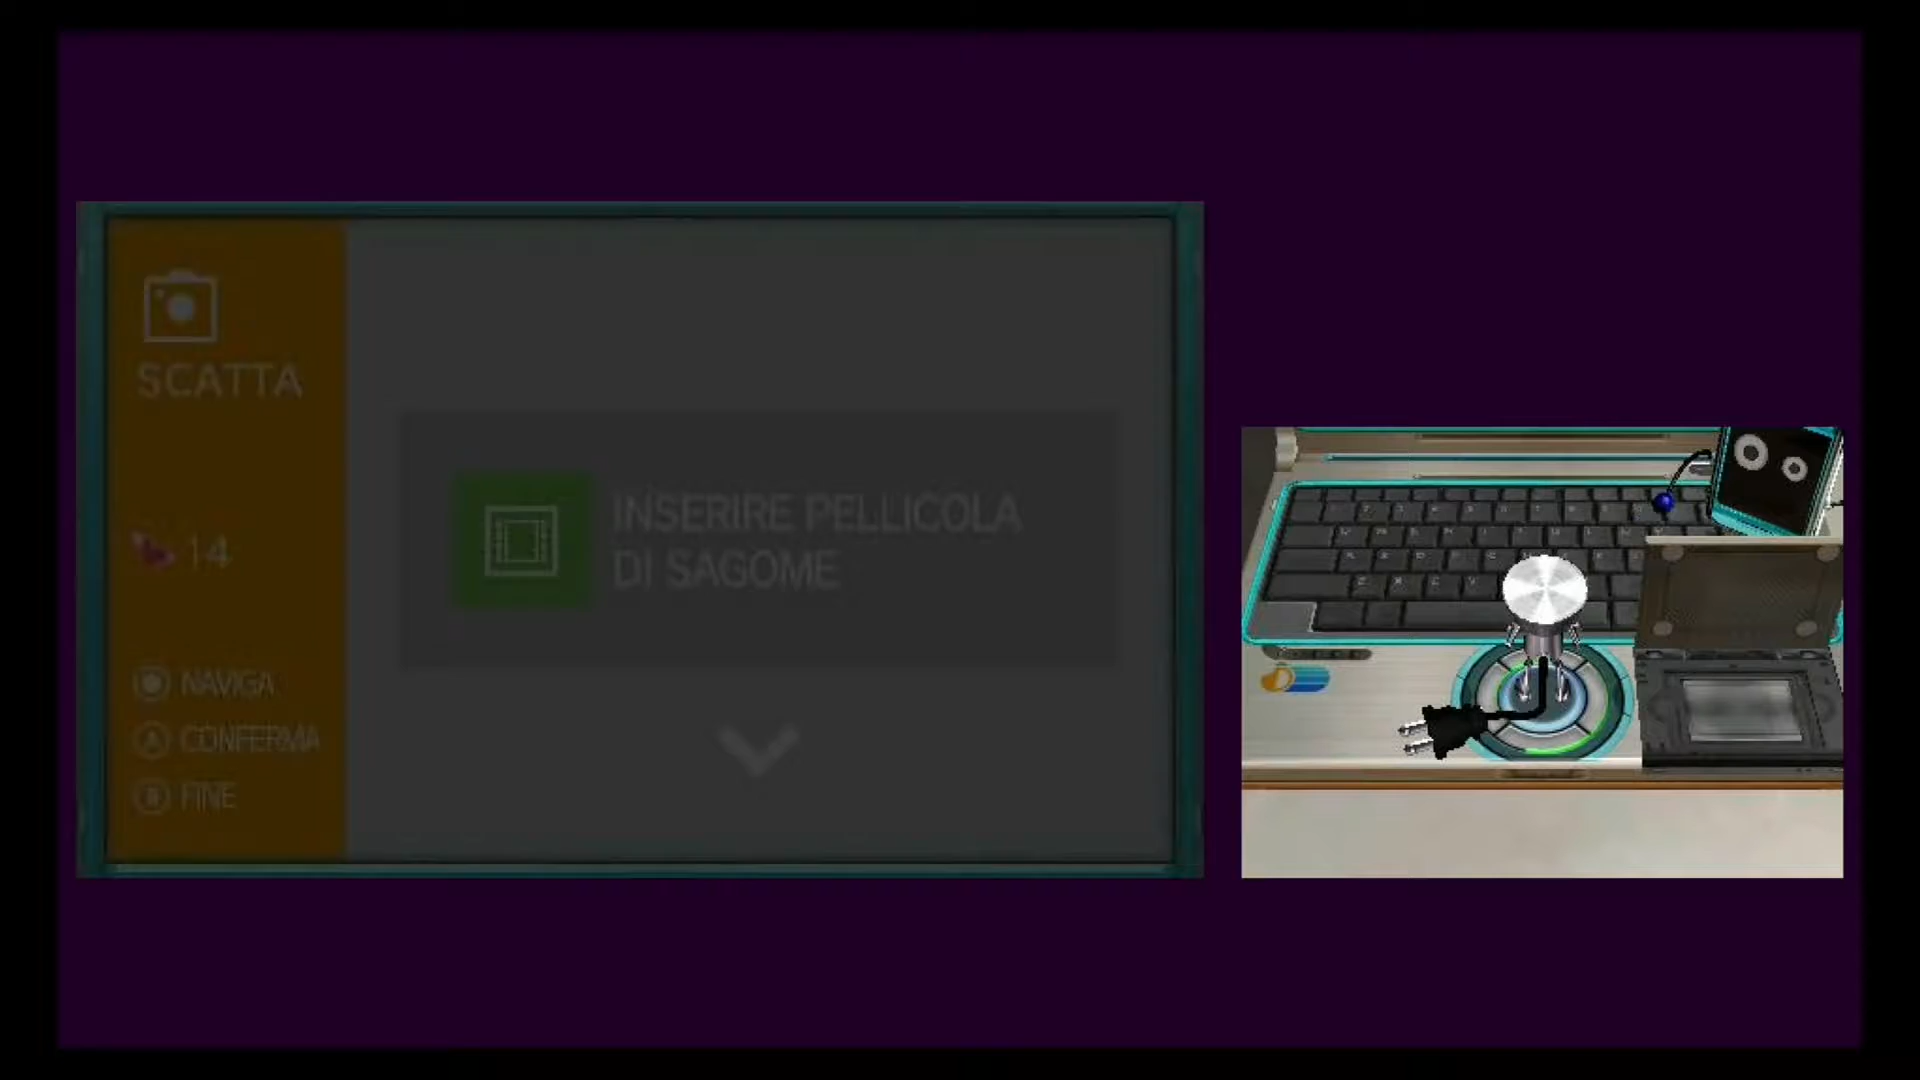 SCATTA
14
INSERIRE PELLICOLA
DI SAGOME
NAVIGA
A CONFERMA
B FINE